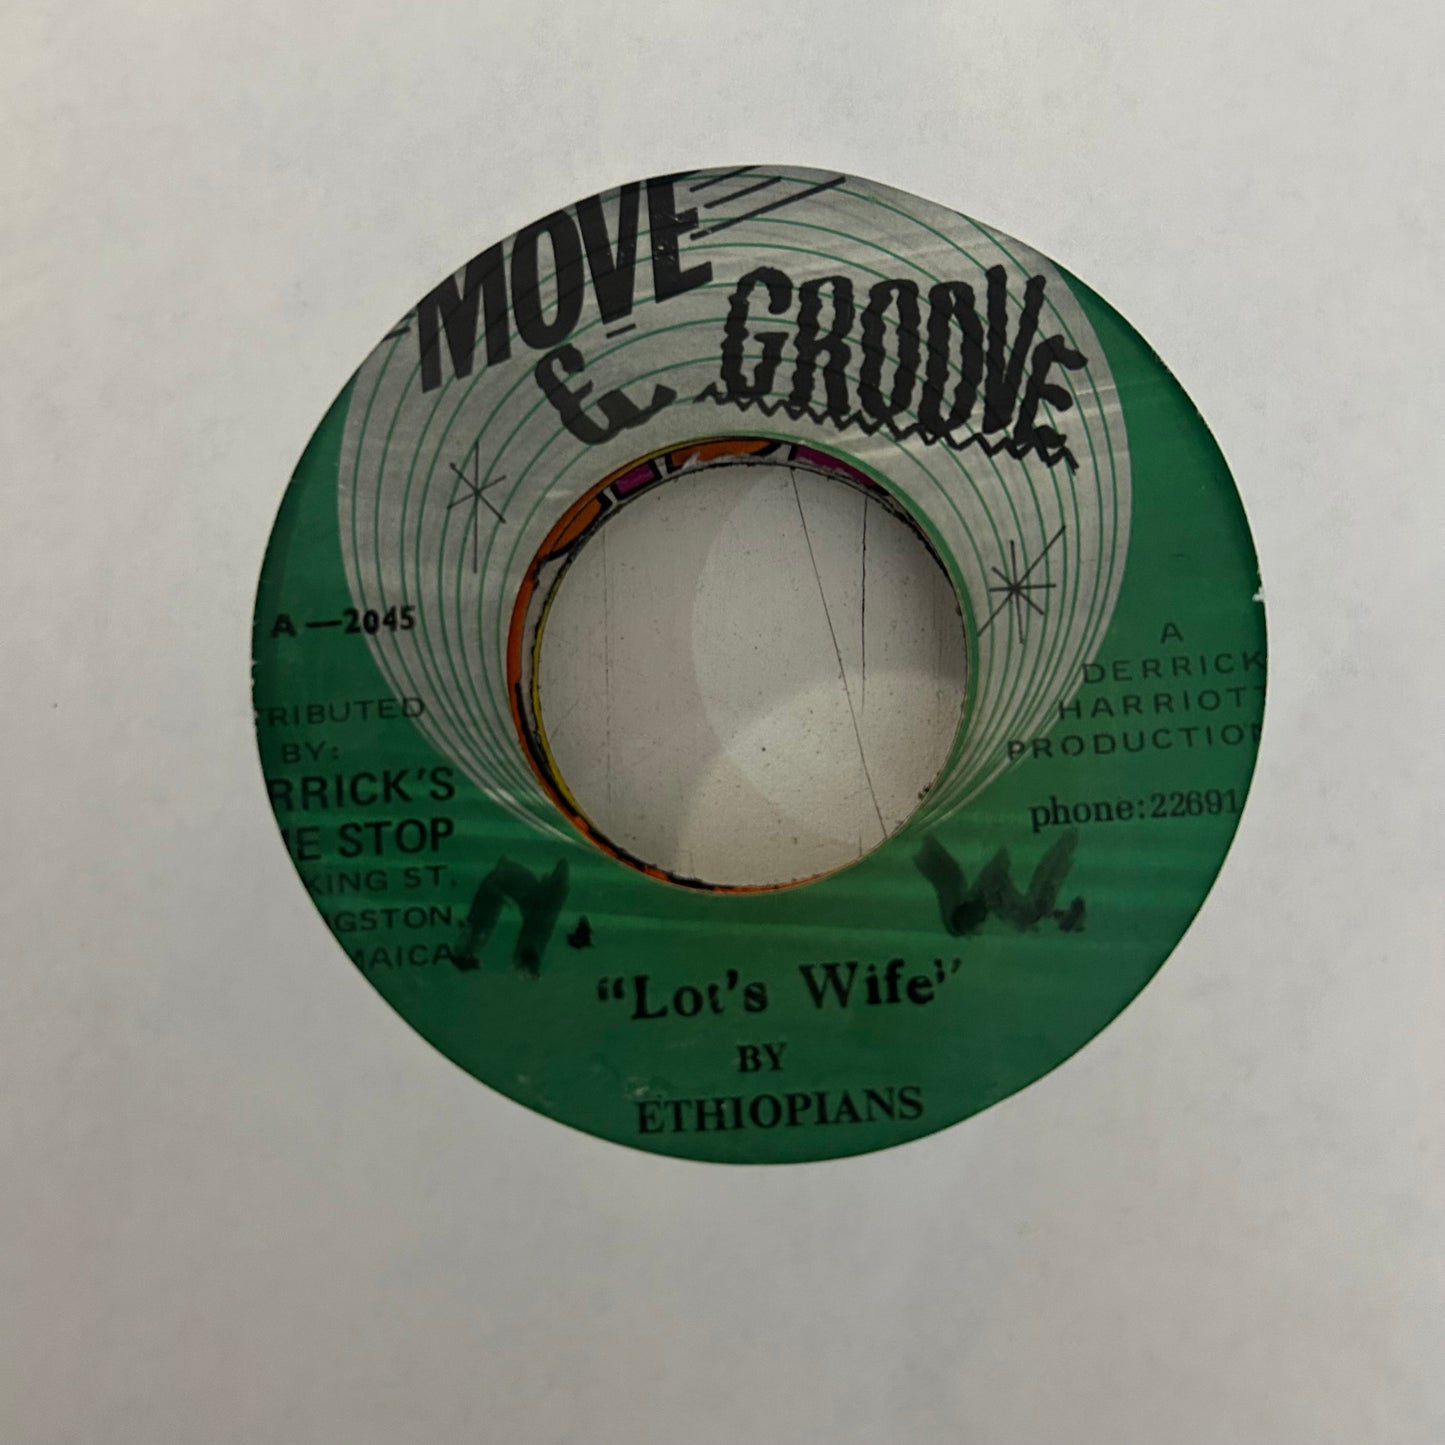 MOVE
& GROOVE
A-2045
TRIBUTED
BY:
RRICK'S
E STOP
KING ST.
GSTON,
MAICA
A
DERRICK
HARRIOTT
PRODUCTION
phone:22691
N.
W.
"Lot's Wife"
BY
ETHIOPIANS